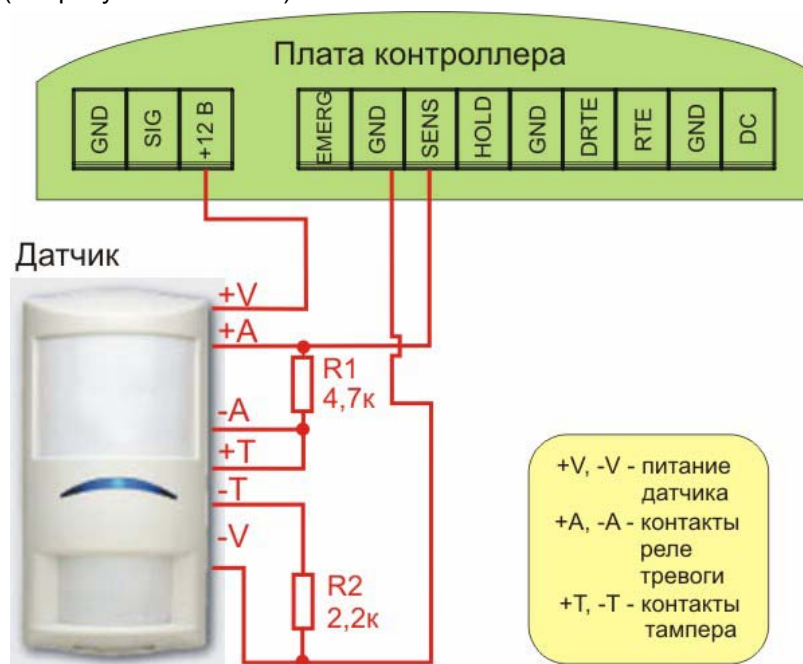 Плата контроллера
GND
SIG
+12 В
EMERG
GND
SENS
HOLD
GND
DRTE
RTE
GND
DC
Датчик
+V
+A
R1
4,7к
-A
+T
-T
-V
R2
2,2к
+V, -V - питание
датчика
+A, -A - контакты
реле
тревоги
+T, -T - контакты
тампера